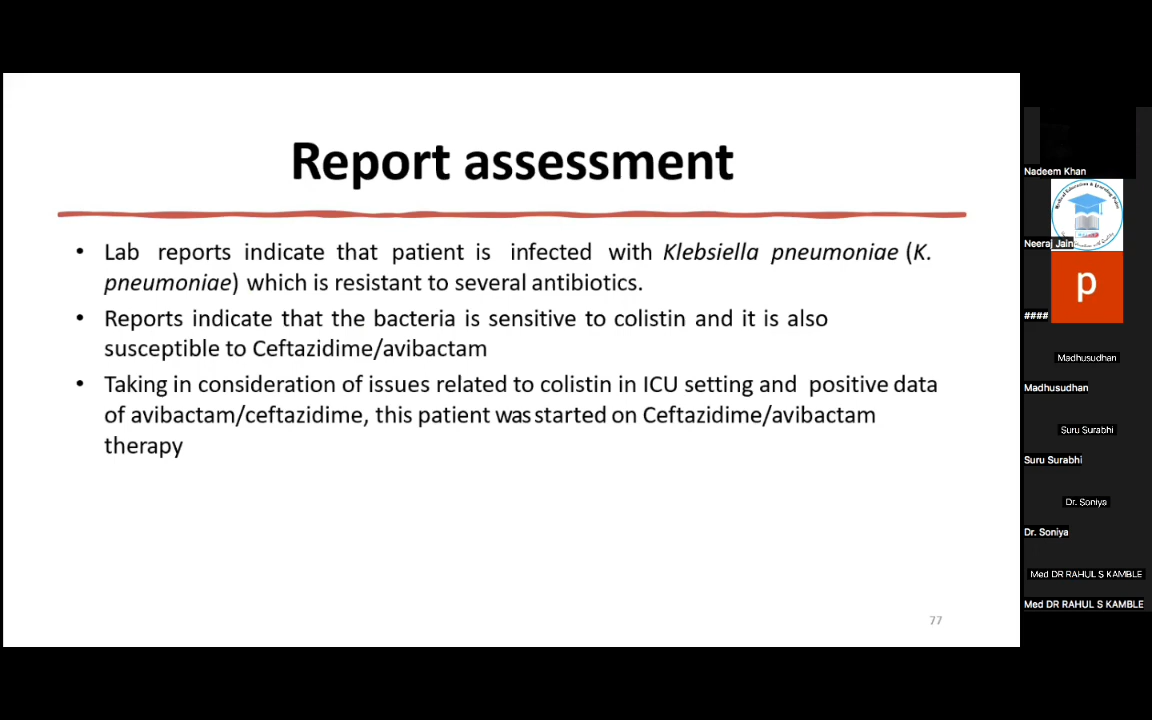 Report assessment
• Lab reports indicate that patient is infected with Klebsiella pneumoniae (K.
pneumoniae) which is resistant to several antibiotics.
• Reports indicate that the bacteria is sensitive to colistin and it is also
susceptible to Ceftazidime/avibactam
• Taking in consideration of issues related to colistin in ICU setting and positive data
of avibactam/ceftazidime, this patient was started on Ceftazidime/avibactam
therapy
77
Nadeem Khan
Neeraj Jain
p
####
Madhusudhan
Madhusudhan
Suru Surabhi
Suru Surabhi
Dr. Soniya
Dr. Soniya
Med DR RAHUL S KAMBLE
Med DR RAHUL S KAMBLE